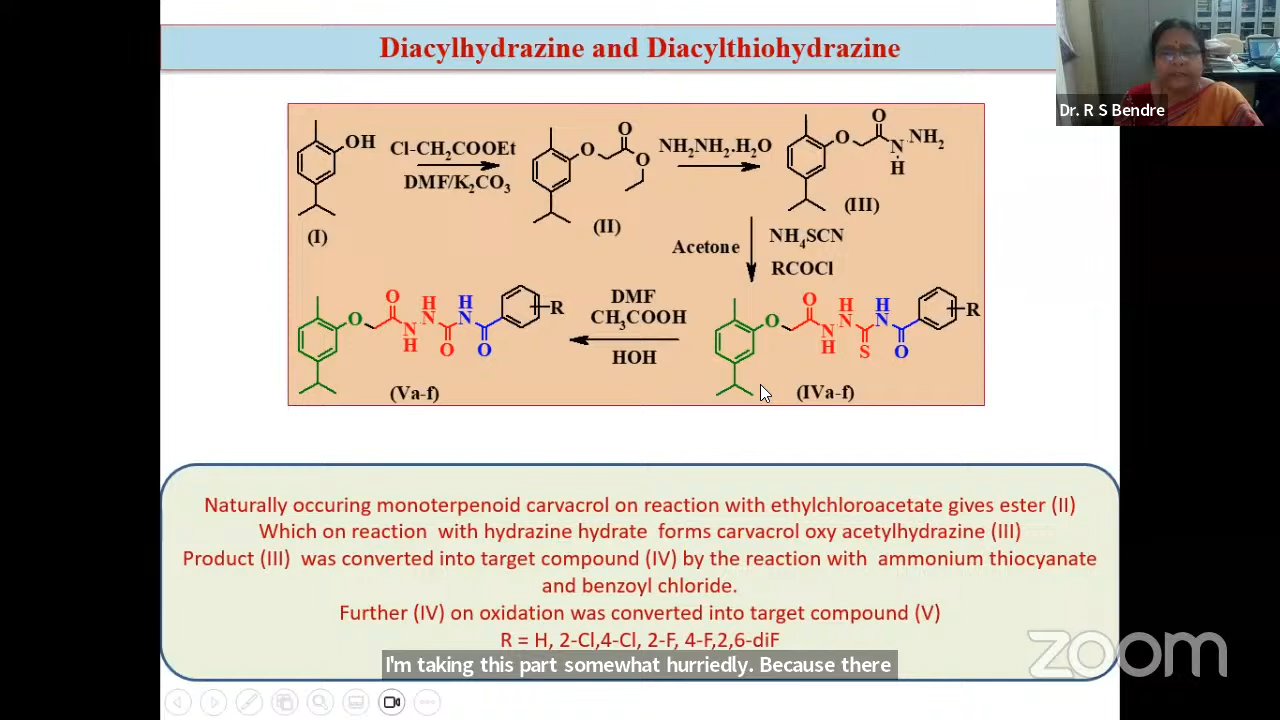 Diacylhydrazine and Diacylthiohydrazine
Dr. R S Bendre
OH
Cl-CH₂COOEt
DMF/K₂CO₃
O
O
O
NH₂NH₂.H₂O
O
O
N
H
NH₂
(I)
(II)
(III)
Acetone
NH₄SCN
RCOCl
O
O
N
H
H
N
O
H
N
O
R
DMF
CH₃COOH
HOH
O
O
N
H
H
N
S
H
N
O
R
(Va-f)
(IVa-f)
Naturally occuring monoterpenoid carvacrol on reaction with ethylchloroacetate gives ester (II)
Which on reaction with hydrazine hydrate forms carvacrol oxy acetylhydrazine (III)
Product (III) was converted into target compound (IV) by the reaction with ammonium thiocyanate
and benzoyl chloride.
Further (IV) on oxidation was converted into target compound (V)
R = H, 2-Cl,4-Cl, 2-F, 4-F,2,6-diF
I'm taking this part somewhat hurriedly. Because there
zoom